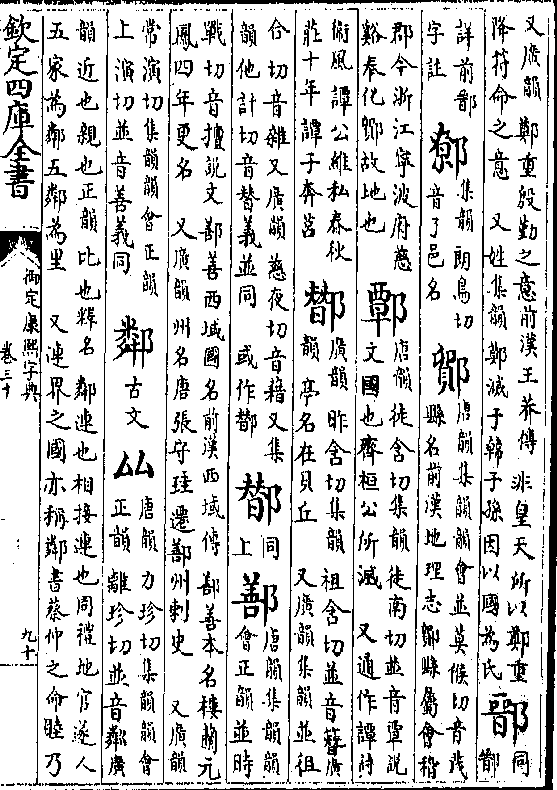 又廣韻鄭重殷勤之意前漢王莽傳非皇天所以鄭重
降符命之意 又姓集韻鄭滅子韓子孫因以國為氏
鄑 同
詳前鄑
字註
鄝 集韻朗鳥切
音了邑名
鄮 唐韻集韻韻會並莫候切音茂
縣名前漢地理志鄮縣屬會稽
郡今浙江寧波府慈
谿奉化鄮故地也
𨝸 唐韻徒含切集韻徒南切並音覃說
文國也齊桓公所滅 又通作譚詩
衞風譚公維私春秋
莊十年譚子奔莒
廣韻昨含切集韻祖含切並音簪廣
韻亭名在貝丘 又廣韻集韻並徂
合切音雜又廣韻慈夜切音藉又集
韻他計切音替義並同 或作
同上
鄯 唐韻集韻韻
會正韻並時
戰切音擅說文鄯善西域國名前漢西域傳鄯善本名樓蘭元
鳳四年更名 又廣韻州名唐張守珪遷鄯州刺史 又廣韻
常演切集韻韻會正韻
上演切並音善義同
鄰 古文 厸 唐韻力珍切集韻韻會
正韻離珍切並音粦廣
韻近也親也正韻比也釋名鄰連也相接連也周禮地官遂人
五家為鄰五鄰為里 又連界之國亦稱鄰書蔡仲之命睦乃
欽定四庫全書
御定康熙字典
卷三十
九十